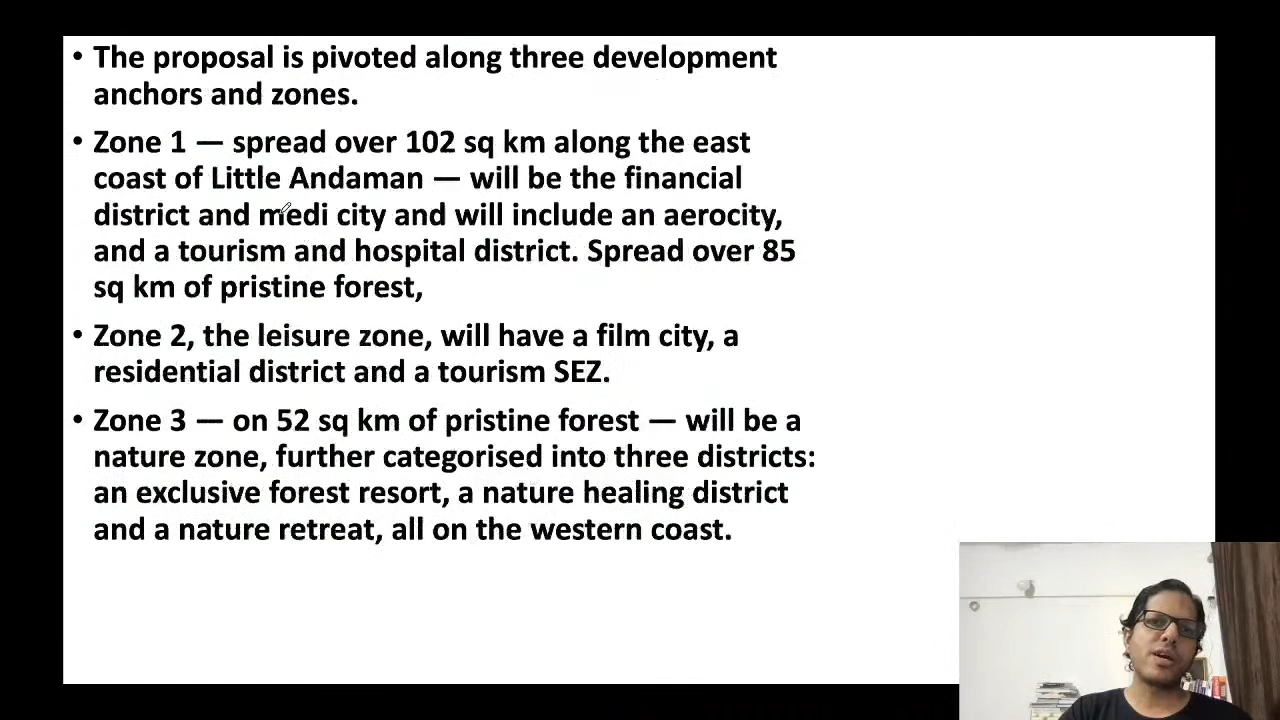 • The proposal is pivoted along three development
anchors and zones.
• Zone 1 — spread over 102 sq km along the east
coast of Little Andaman — will be the financial
district and medi city and will include an aerocity,
and a tourism and hospital district. Spread over 85
sq km of pristine forest,
• Zone 2, the leisure zone, will have a film city, a
residential district and a tourism SEZ.
• Zone 3 — on 52 sq km of pristine forest — will be a
nature zone, further categorised into three districts:
an exclusive forest resort, a nature healing district
and a nature retreat, all on the western coast.